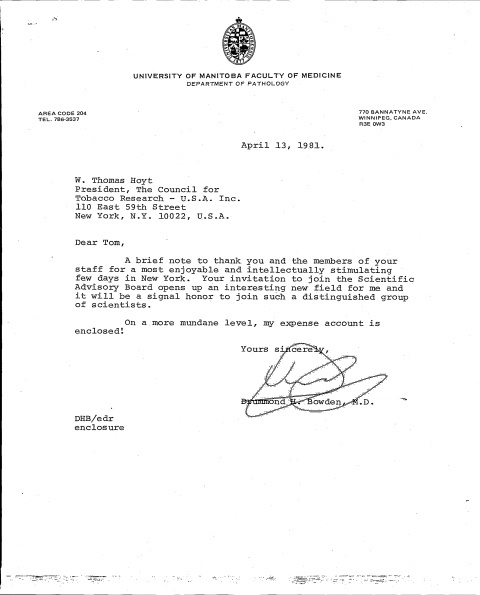 UNIVERSITY OF MANITOBA FACULTY OF MEDICINE
DEPARTMENT OF PATHOLOGY
AREA CODE 204
TEL. 786-3537
770 BANNATYNE AVE.
WINNIPEG, CANADA
R3E 0W3
April 13, 1981.
W. Thomas Hoyt
President, The Council for
Tobacco Research - U.S.A. Inc.
110 East 59th Street
New York, N.Y. 10022, U.S.A.
Dear Tom,
A brief note to thank you and the members of your
staff for a most enjoyable and intellectually stimulating
few days in New York. Your invitation to join the Scientific
Advisory Board opens up an interesting new field for me and
it will be a signal honor to join such a distinguished group
of scientists.
On a more mundane level, my expense account is
enclosed!
Yours sincerely,
Drummond H. Bowden, M.D.
DHB/edr
enclosure